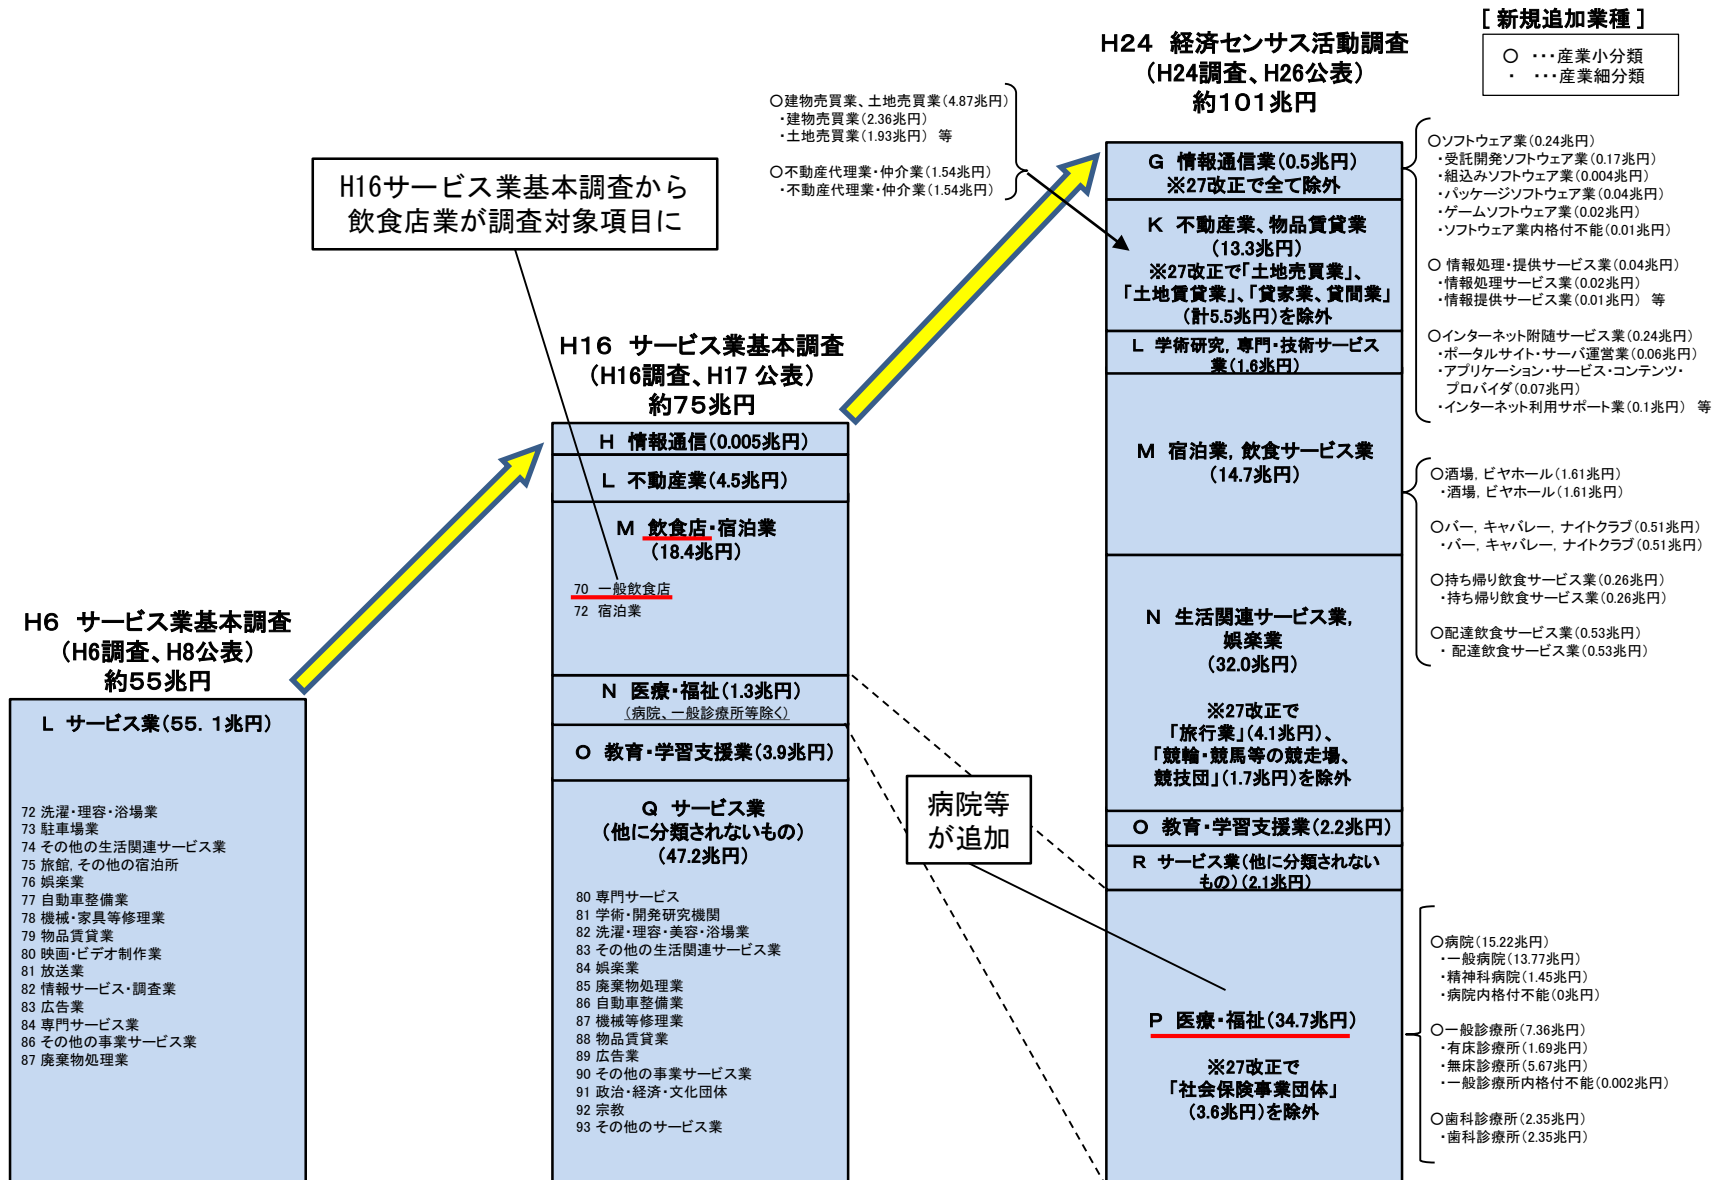 [ 新規追加業種 ]
○ ･･･産業小分類
・ ･･･産業細分類
H24 経済センサス活動調査
（H24調査、H26公表）
約101兆円
○建物売買業、土地売買業（4.87兆円）
・建物売買業（2.36兆円）
・土地売買業（1.93兆円） 等
○不動産代理業・仲介業（1.54兆円）
・不動産代理業・仲介業（1.54兆円）
H16サービス業基本調査から
飲食店業が調査対象項目に
G 情報通信業（0.5兆円）
※27改正で全て除外
K 不動産業、物品賃貸業
（13.3兆円）
※27改正で「土地売買業」、
「土地賃貸業」、「貸家業、貸間業」
（計5.5兆円）を除外
L 学術研究，専門・技術サービス
業（1.6兆円）
M 宿泊業，飲食サービス業
（14.7兆円）
N 生活関連サービス業，
娯楽業
（32.0兆円）
※27改正で
「旅行業」（4.1兆円）、
「競輪・競馬等の競走場、
競技団」（1.7兆円）を除外
O 教育・学習支援業（2.2兆円）
R サービス業（他に分類されない
もの）（2.1兆円）
P 医療・福祉（34.7兆円）
※27改正で
「社会保険事業団体」
（3.6兆円）を除外
○ソフトウェア業（0.24兆円）
・受託開発ソフトウェア業（0.17兆円）
・組込みソフトウェア業（0.004兆円）
・パッケージソフトウェア業（0.04兆円）
・ゲームソフトウェア業（0.02兆円）
・ソフトウェア業内格付不能（0.01兆円）
○ 情報処理・提供サービス業（0.04兆円）
・情報処理サービス業（0.02兆円）
・情報提供サービス業（0.01兆円） 等
○インターネット附随サービス業（0.24兆円）
・ポータルサイト・サーバ運営業（0.06兆円）
・アプリケーション・サービス・コンテンツ・
プロバイダ（0.07兆円）
・インターネット利用サポート業（0.1兆円） 等
○酒場，ビヤホール（1.61兆円）
・酒場，ビヤホール（1.61兆円）
○バー，キャバレー，ナイトクラブ（0.51兆円）
・バー，キャバレー，ナイトクラブ（0.51兆円）
○持ち帰り飲食サービス業（0.26兆円）
・持ち帰り飲食サービス業（0.26兆円）
○配達飲食サービス業（0.53兆円）
・ 配達飲食サービス業（0.53兆円）
○病院（15.22兆円）
・一般病院（13.77兆円）
・精神科病院（1.45兆円）
・病院内格付不能（0兆円）
○一般診療所（7.36兆円）
・有床診療所（1.69兆円）
・無床診療所（5.67兆円）
・一般診療所内格付不能（0.002兆円）
○歯科診療所（2.35兆円）
・歯科診療所（2.35兆円）
H16 サービス業基本調査
（H16調査、H17 公表）
約75兆円
H 情報通信（0.005兆円）
L 不動産業（4.5兆円）
M 飲食店・宿泊業
（18.4兆円）
70 一般飲食店
72 宿泊業
N 医療・福祉（1.3兆円）
（病院、一般診療所等除く）
O 教育・学習支援業（3.9兆円）
Q サービス業
（他に分類されないもの）
（47.2兆円）
80 専門サービス
81 学術・開発研究機関
82 洗濯・理容・美容・浴場業
83 その他の生活関連サービス業
84 娯楽業
85 廃棄物処理業
86 自動車整備業
87 機械等修理業
88 物品賃貸業
89 広告業
90 その他の事業サービス業
91 政治・経済・文化団体
92 宗教
93 その他のサービス業
病院等
が追加
H6 サービス業基本調査
（H6調査、H8公表）
約55兆円
L サービス業（55．1兆円）
72 洗濯・理容・浴場業
73 駐車場業
74 その他の生活関連サービス業
75 旅館，その他の宿泊所
76 娯楽業
77 自動車整備業
78 機械・家具等修理業
79 物品賃貸業
80 映画・ビデオ制作業
81 放送業
82 情報サービス・調査業
83 広告業
84 専門サービス業
86 その他の事業サービス業
87 廃棄物処理業